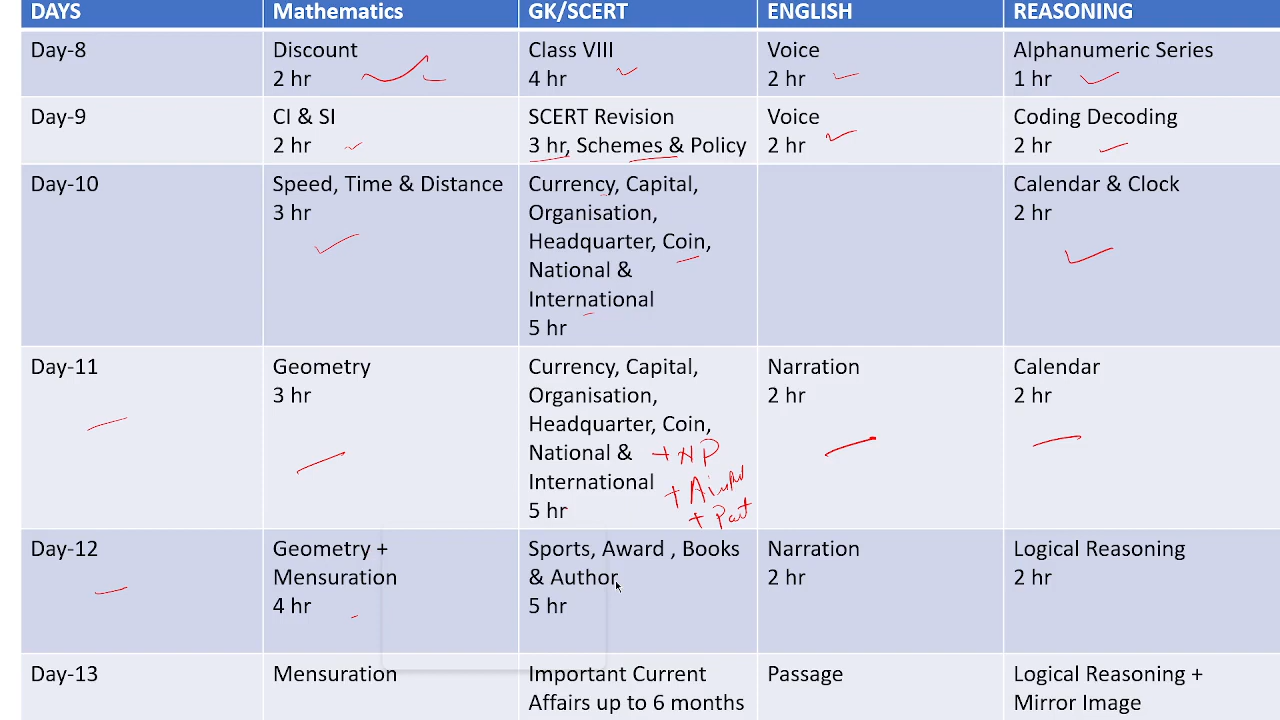 DAYS Mathematics GK/SCERT ENGLISH REASONING
Day-8 Discount Class VIII Voice Alphanumeric Series
2 hr 4 hr 2 hr 1 hr
Day-9 CI & SI SCERT Revision Voice Coding Decoding
2 hr 3 hr, Schemes & Policy 2 hr 2 hr
Day-10 Speed, Time & Distance Currency, Capital, Calendar & Clock
3 hr Organisation, 2 hr
Headquarter, Coin,
National &
International
5 hr
Day-11 Geometry Currency, Capital, Narration Calendar
3 hr Organisation, 2 hr 2 hr
Headquarter, Coin,
National & + NP
International +
5 hr +
Day-12 Geometry + Sports, Award , Books Narration Logical Reasoning
Mensuration & Author 2 hr 2 hr
4 hr 5 hr
Day-13 Mensuration Important Current Passage Logical Reasoning +
Affairs up to 6 months Mirror Image